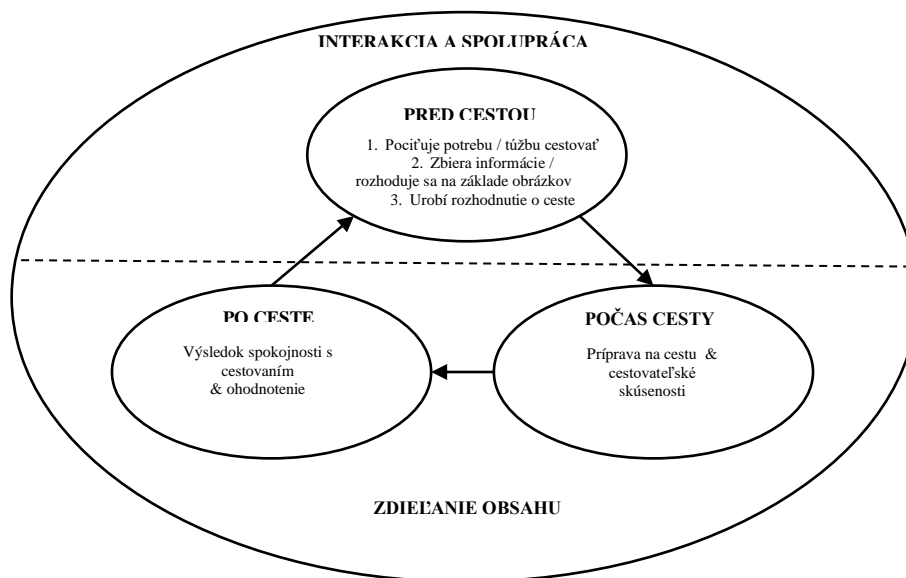 INTERAKCIA A SPOLUPRÁCA
PRED CESTOU
1. Pociťuje potrebu / túžbu cestovať
2. Zbiera informácie /
rozhoduje sa na základe obrázkov
3. Urobí rozhodnutie o ceste
PO CESTE
Výsledok spokojnosti s
cestovaním
& ohodnotenie
POČAS CESTY
Príprava na cestu &
cestovateľské
skúsenosti
ZDIEĽANIE OBSAHU